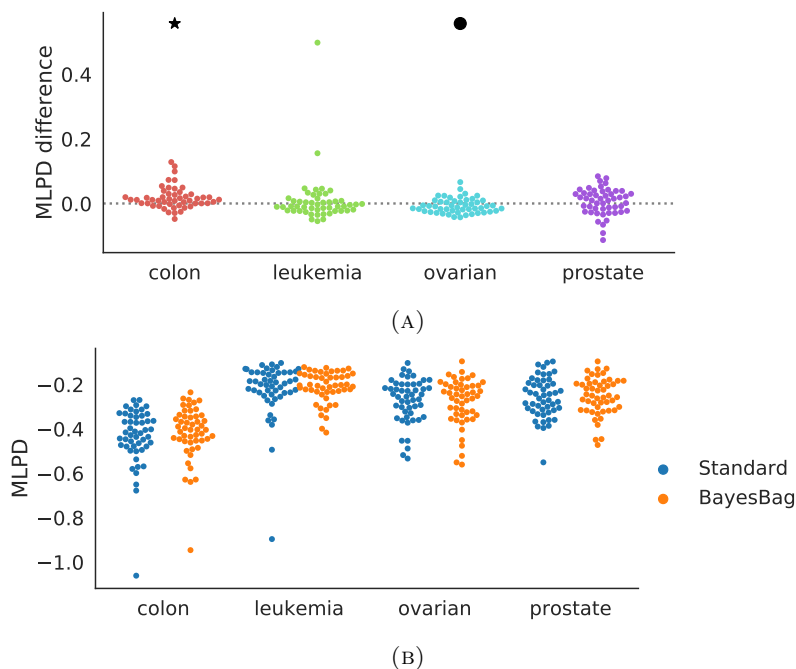 MLPD difference
0.4
0.2
0.0
colon leukemia ovarian prostate
(A)
MLPD
−0.2
−0.4
−0.6
−0.8
−1.0
colon leukemia ovarian prostate
Standard
BayesBag
(B)